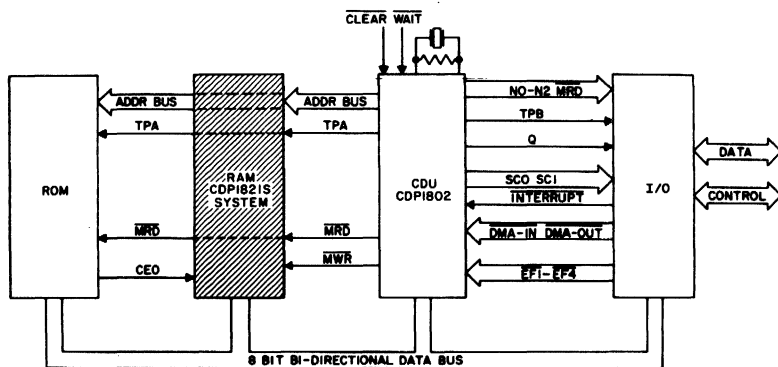 CLEAR WAIT
ADDR BUS
ADDR BUS
NO-N2 MRD
TPA
TPA
TPB
Q
DATA
ROM
RAM
CDP1821S
SYSTEM
CDU
CDP1802
SCO SCI
I/O
CONTROL
INTERRUPT
MRD
MRD
DMA-IN DMA-OUT
MWR
CEO
EF1-EF4
8 BIT BI-DIRECTIONAL DATA BUS